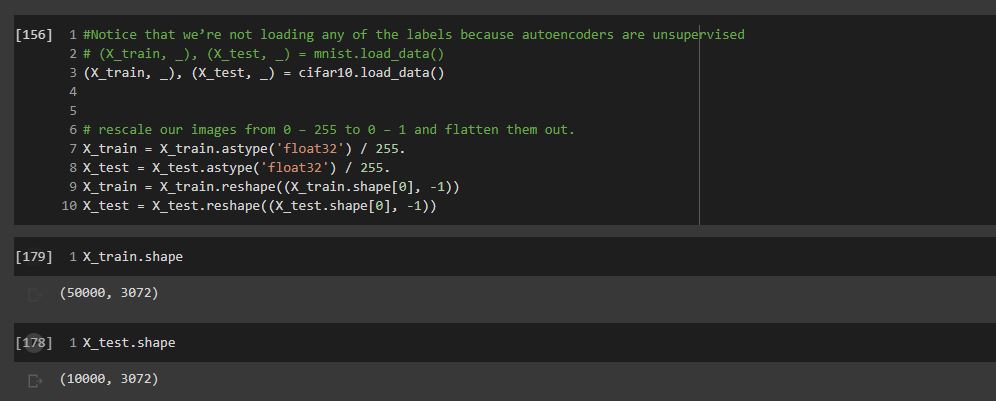 [156] 1 #Notice that we’re not loading any of the labels because autoencoders are unsupervised
2 # (X_train, _), (X_test, _) = mnist.load_data()
3 (X_train, _), (X_test, _) = cifar10.load_data()
4
5
6 # rescale our images from 0 – 255 to 0 – 1 and flatten them out.
7 X_train = X_train.astype('float32') / 255.
8 X_test = X_test.astype('float32') / 255.
9 X_train = X_train.reshape((X_train.shape[0], -1))
10 X_test = X_test.reshape((X_test.shape[0], -1))
[179] 1 X_train.shape
(50000, 3072)
[178] 1 X_test.shape
(10000, 3072)